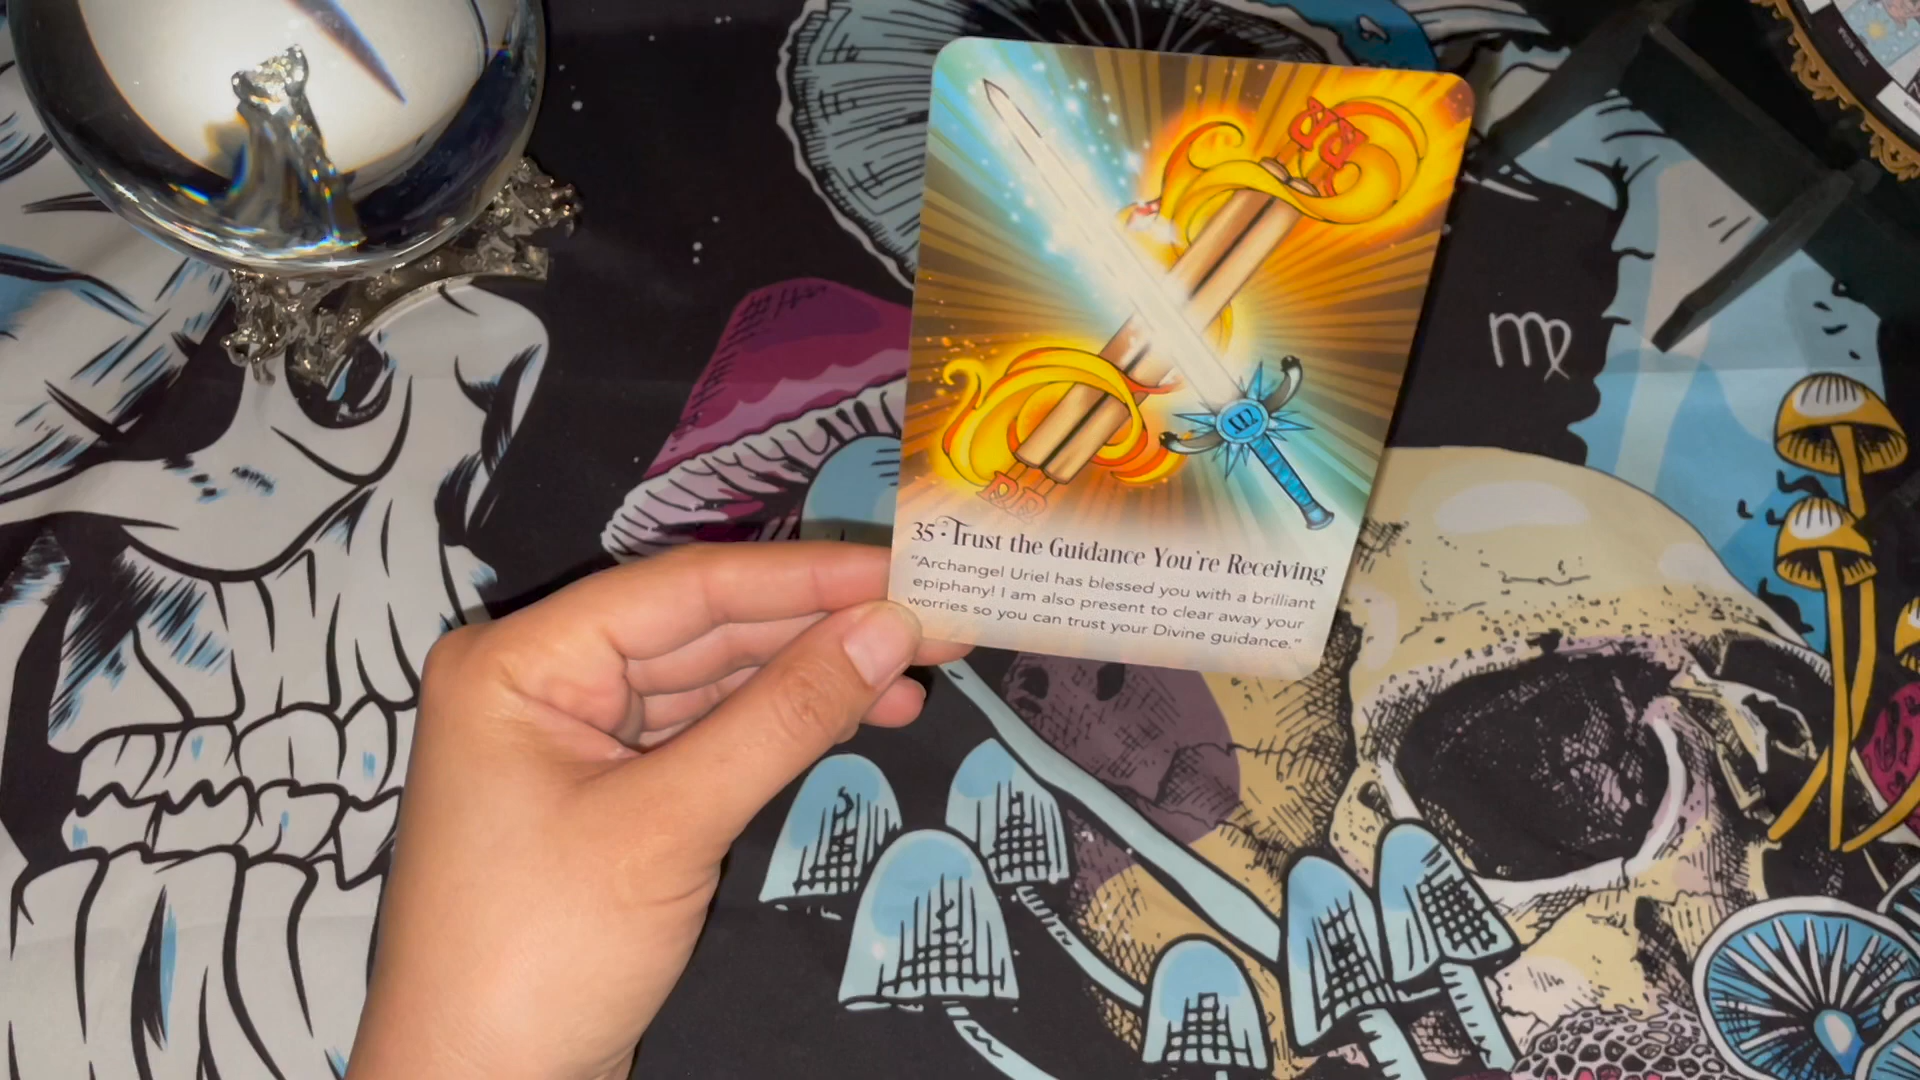 35 • Trust the Guidance You're Receiving
"Archangel Uriel has blessed you with a brilliant
epiphany! I am also present to clear away your
worries so you can trust your Divine guidance."